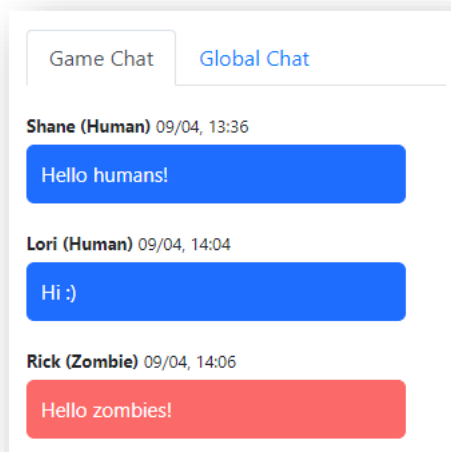 Game Chat Global Chat
Shane (Human) 09/04, 13:36
Hello humans!
Lori (Human) 09/04, 14:04
Hi :)
Rick (Zombie) 09/04, 14:06
Hello zombies!